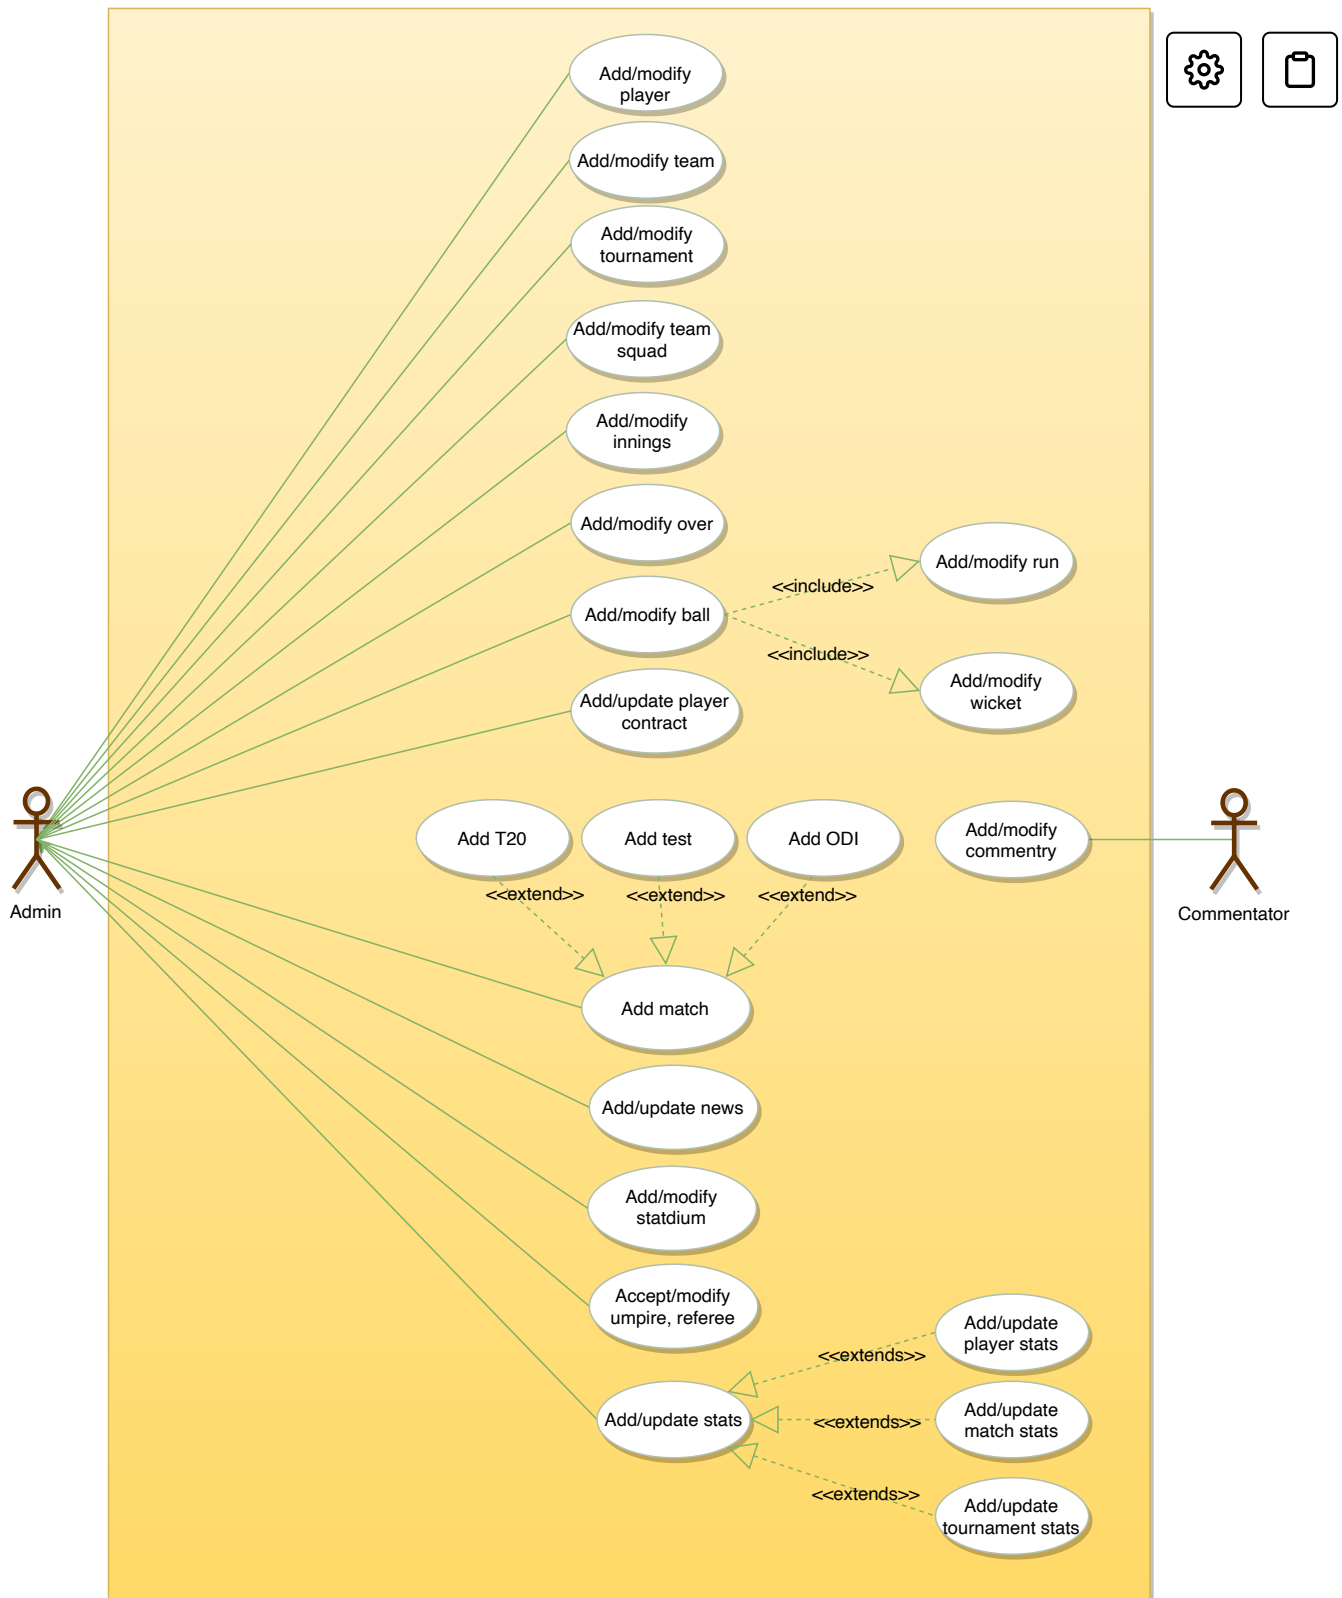 Add/modify
player
Add/modify team
Add/modify
tournament
Add/modify team
squad
Add/modify
innings
Add/modify over
Add/modify run
<<include>>
Add/modify ball
<<include>>
Add/modify
wicket
Add/update player
contract
Add T20
Add test
Add ODI
Add/modify
commentry
<<extend>>
<<extend>>
<<extend>>
Admin
Commentator
Add match
Add/update news
Add/modify
statdium
Accept/modify
umpire, referee
Add/update
player stats
<<extends>>
Add/update stats
<<extends>>
Add/update
match stats
<<extends>>
Add/update
tournament stats